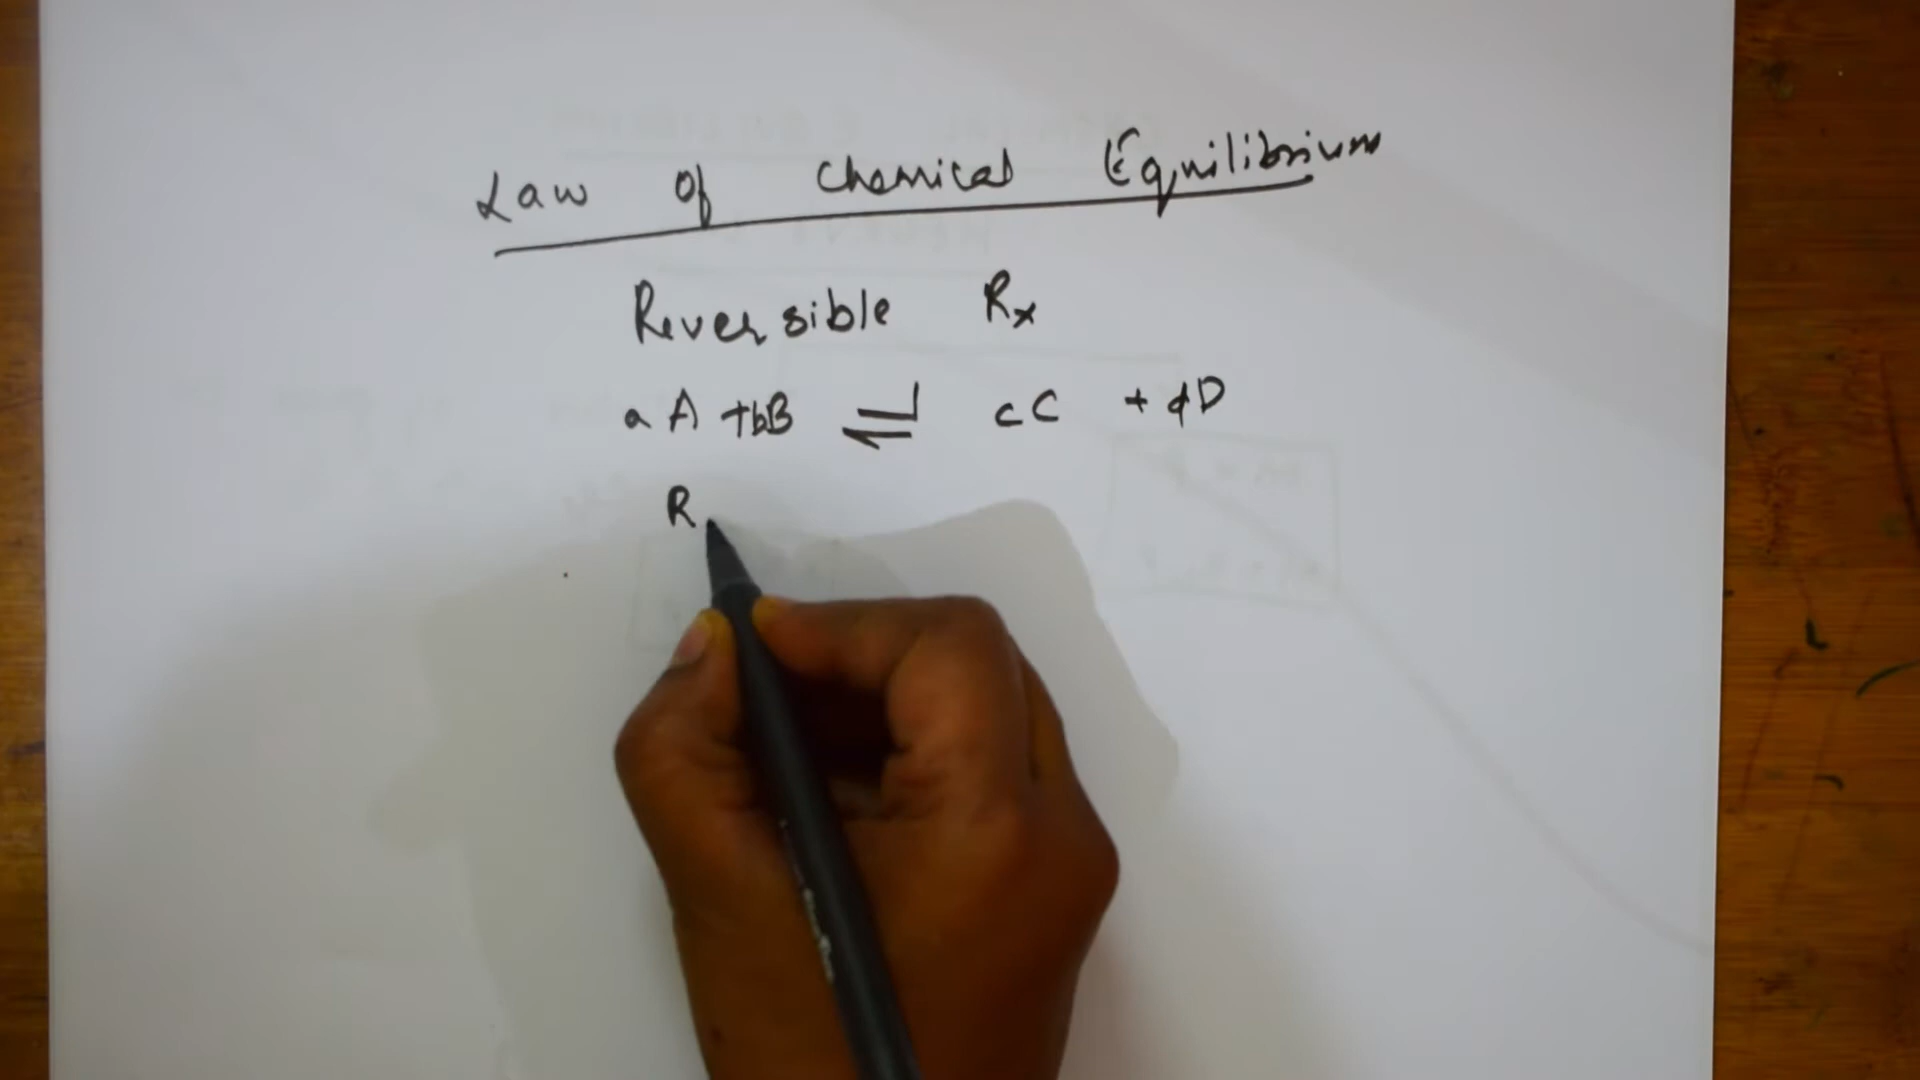 Law of Chemical Equilibrium
Reversible Rx
aA + bB ⇌ cC + dD
R